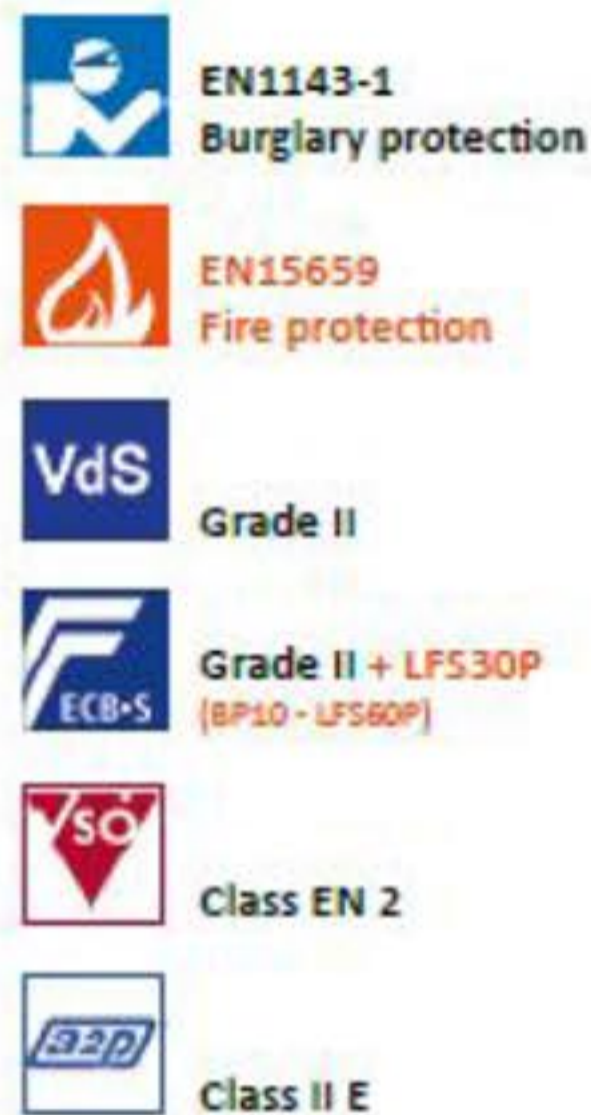 EN1143-1
Burglary protection
EN15659
Fire protection
VdS
Grade II
ECB•S
Grade II + LFS30P
(BP10 - LFS60P)
VSÖ
Class EN 2
a2p
Class II E